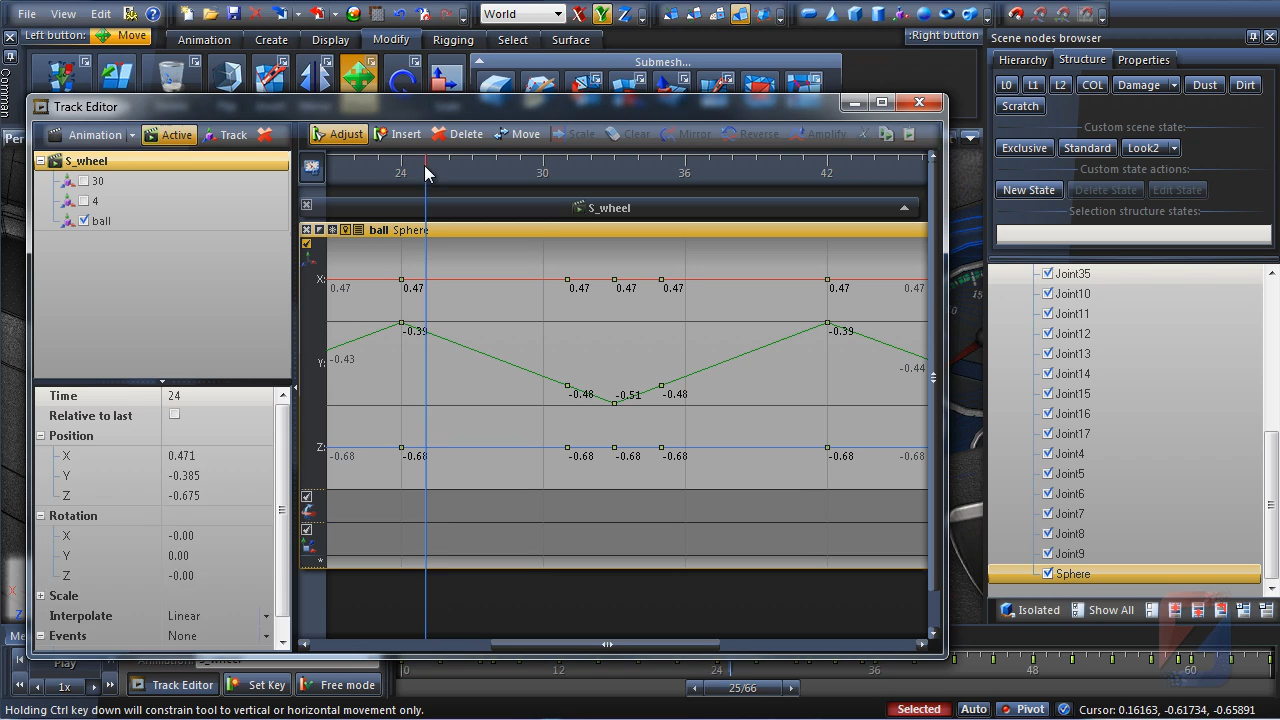 File View Edit World X Y Z
Left button: Move Animation Create Display Modify Rigging Select Surface :Right button
Submesh...
Scene nodes browser
Hierarchy Structure Properties
L0 L1 L2 COL Damage Dust Dirt
Scratch
Custom scene state:
Exclusive Standard Look2
Custom state actions:
New State Delete State Edit State
Selection structure states:
Track Editor
Animation Active Track Adjust Insert Delete Move Scale Clear Mirror Reverse Amplify
S_wheel
30
4
ball
24 30 36 42
S_wheel
ball Sphere
X: 0.47 0.47 0.47 0.47 0.47 0.47 0.47
Y: -0.43 -0.39 -0.48 -0.51 -0.48 -0.39 -0.44
Z: -0.68 -0.68 -0.68 -0.68 -0.68 -0.68 -0.68
Time 24
Relative to last
Position
X 0.471
Y -0.385
Z -0.675
Rotation
X -0.00
Y 0.00
Z -0.00
Scale
Interpolate Linear
Events None
Joint35
Joint10
Joint11
Joint12
Joint13
Joint14
Joint15
Joint16
Joint17
Joint4
Joint5
Joint6
Joint7
Joint8
Joint9
Sphere
Isolated Show All
Play
0 12 24 36 48 60
1x Track Editor Set Key Free mode 25/66
Holding Ctrl key down will constrain tool to vertical or horizontal movement only. Selected Auto Pivot Cursor: 0.16163, -0.61734, -0.65891